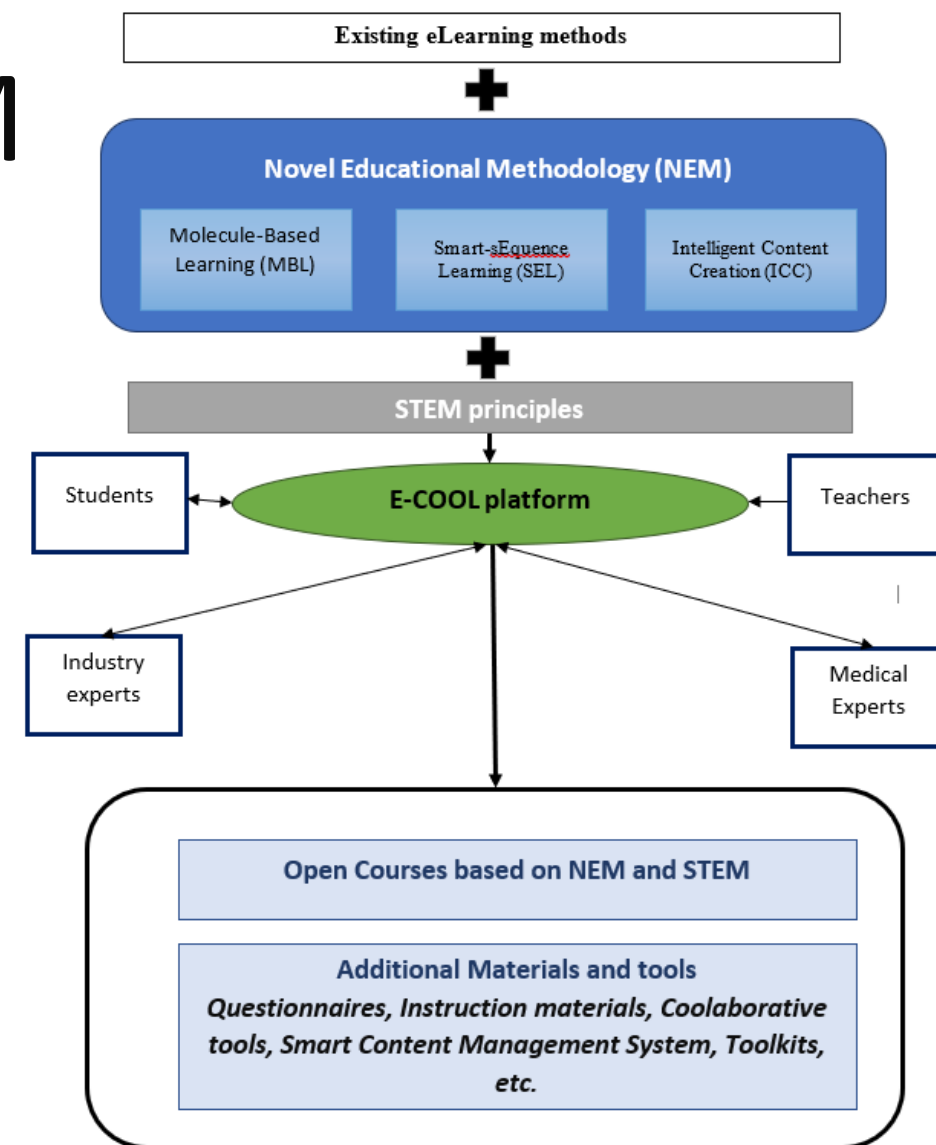 Existing eLearning methods
Novel Educational Methodology (NEM)
Molecule-Based
Learning (MBL)
Smart-sEquence
Learning (SEL)
Intelligent Content
Creation (ICC)
STEM principles
E-COOL platform
Students
Teachers
Industry
experts
Medical
Experts
Open Courses based on NEM and STEM
Additional Materials and tools
Questionnaires, Instruction materials, Coolaborative
tools, Smart Content Management System, Toolkits,
etc.